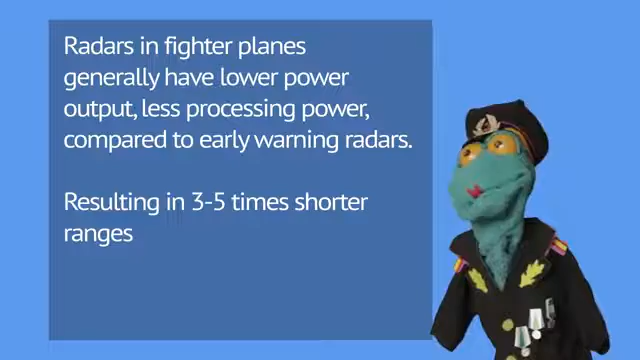 Radars in fighter planes
generally have lower power
output, less processing power,
compared to early warning radars.
Resulting in 3-5 times shorter
ranges